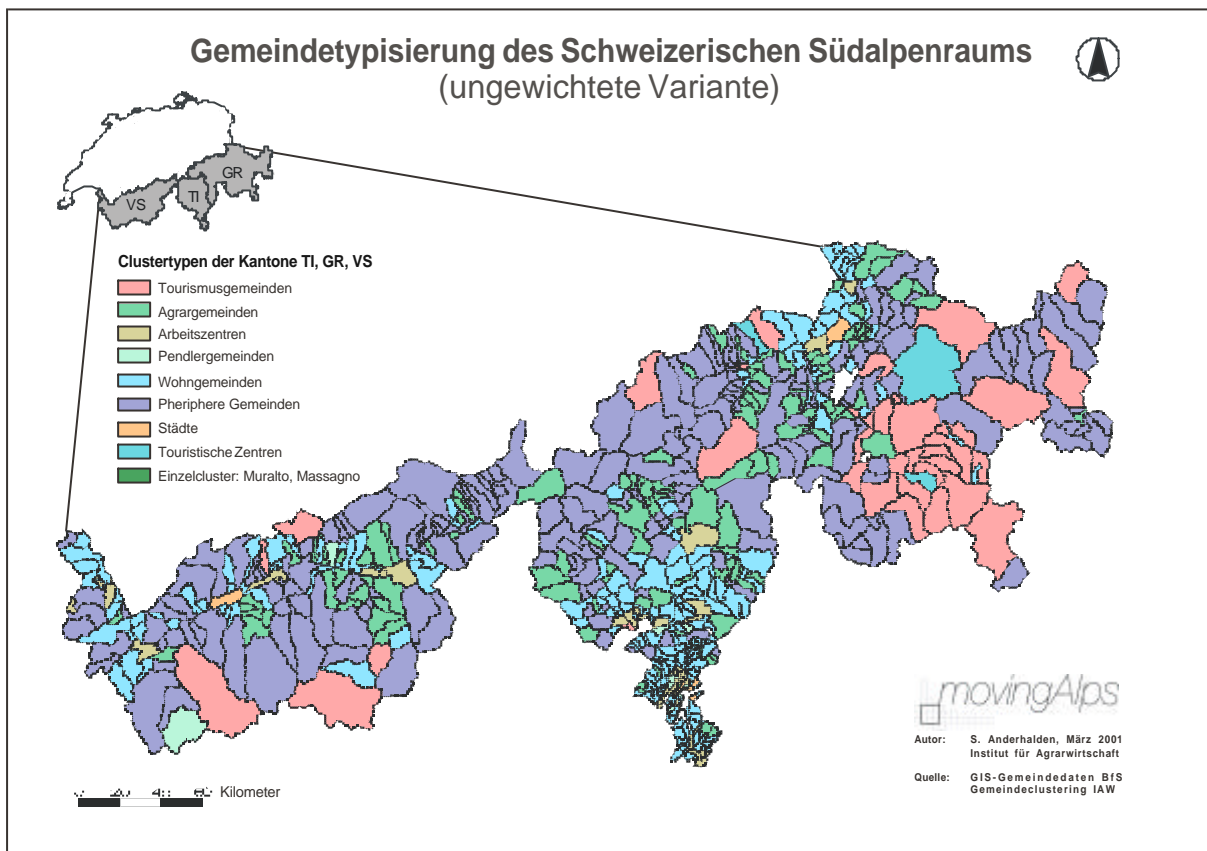 Gemeindetypisierung des Schweizerischen Südalpenraums
(ungewichtete Variante)
GR
TI
VS
Clustertypen der Kantone TI, GR, VS
Tourismusgemeinden
Agrargemeinden
Arbeitszentren
Pendlergemeinden
Wohngemeinden
Pheriphere Gemeinden
Städte
Touristische Zentren
Einzelcluster: Muralto, Massagno
movingAlps
Autor: S. Anderhalden, März 2001
Institut für Agrarwirtschaft
Quelle: GIS-Gemeindedaten BfS
Gemeindeclustering IAW
Kilometer